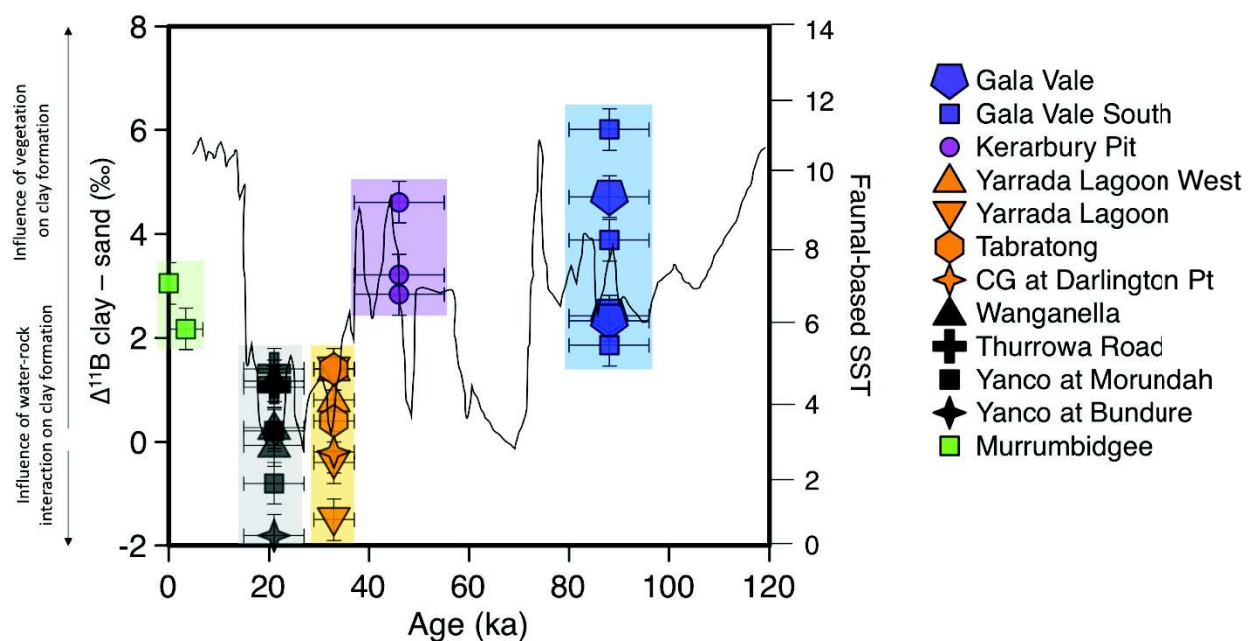 Influence of vegetation
on clay formation
Influence of water-rock
interaction on clay formation
Δ¹¹B clay – sand (‰)
8
6
4
2
0
-2
0
20
40
60
80
100
120
Age (ka)
14
12
10
8
6
4
2
0
Faunal-based SST
Gala Vale
Gala Vale South
Kerarbury Pit
Yarrada Lagoon West
Yarrada Lagoon
Tabratong
CG at Darlington Pt
Wanganella
Thurrowa Road
Yanco at Morundah
Yanco at Bundure
Murrumbidgee